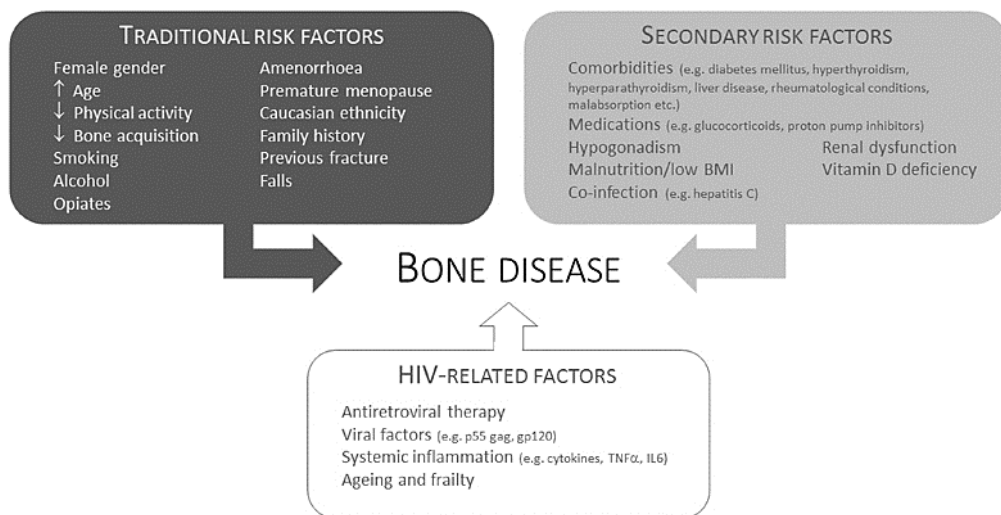 TRADITIONAL RISK FACTORS
Female gender
↑ Age
↓ Physical activity
↓ Bone acquisition
Smoking
Alcohol
Opiates
Amenorrhoea
Premature menopause
Caucasian ethnicity
Family history
Previous fracture
Falls
SECONDARY RISK FACTORS
Comorbidities (e.g. diabetes mellitus, hyperthyroidism,
hyperparathyroidism, liver disease, rheumatological conditions,
malabsorption etc.)
Medications (e.g. glucocorticoids, proton pump inhibitors)
Hypogonadism
Malnutrition/low BMI
Co-infection (e.g. hepatitis C)
Renal dysfunction
Vitamin D deficiency
BONE DISEASE
HIV-RELATED FACTORS
Antiretroviral therapy
Viral factors (e.g. p55 gag, gp120)
Systemic inflammation (e.g. cytokines, TNFα, IL6)
Ageing and frailty